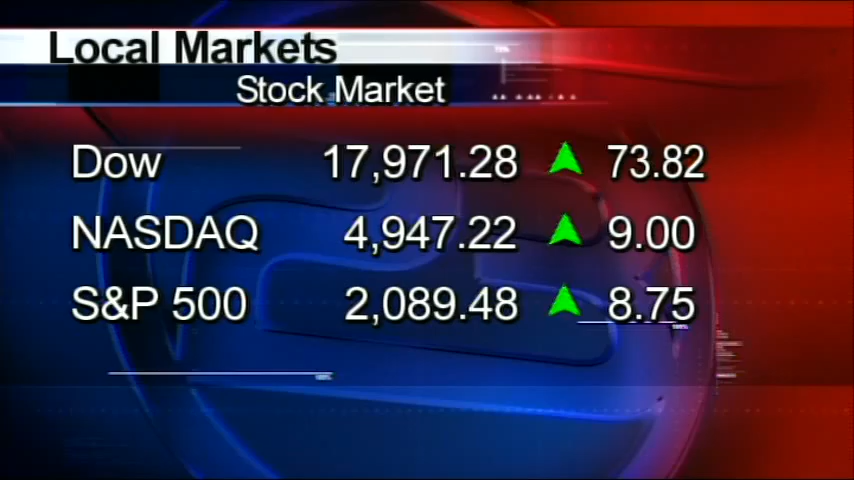 Local Markets
Stock Market
Dow 17,971.28 73.82
NASDAQ 4,947.22 9.00
S&P 500 2,089.48 8.75